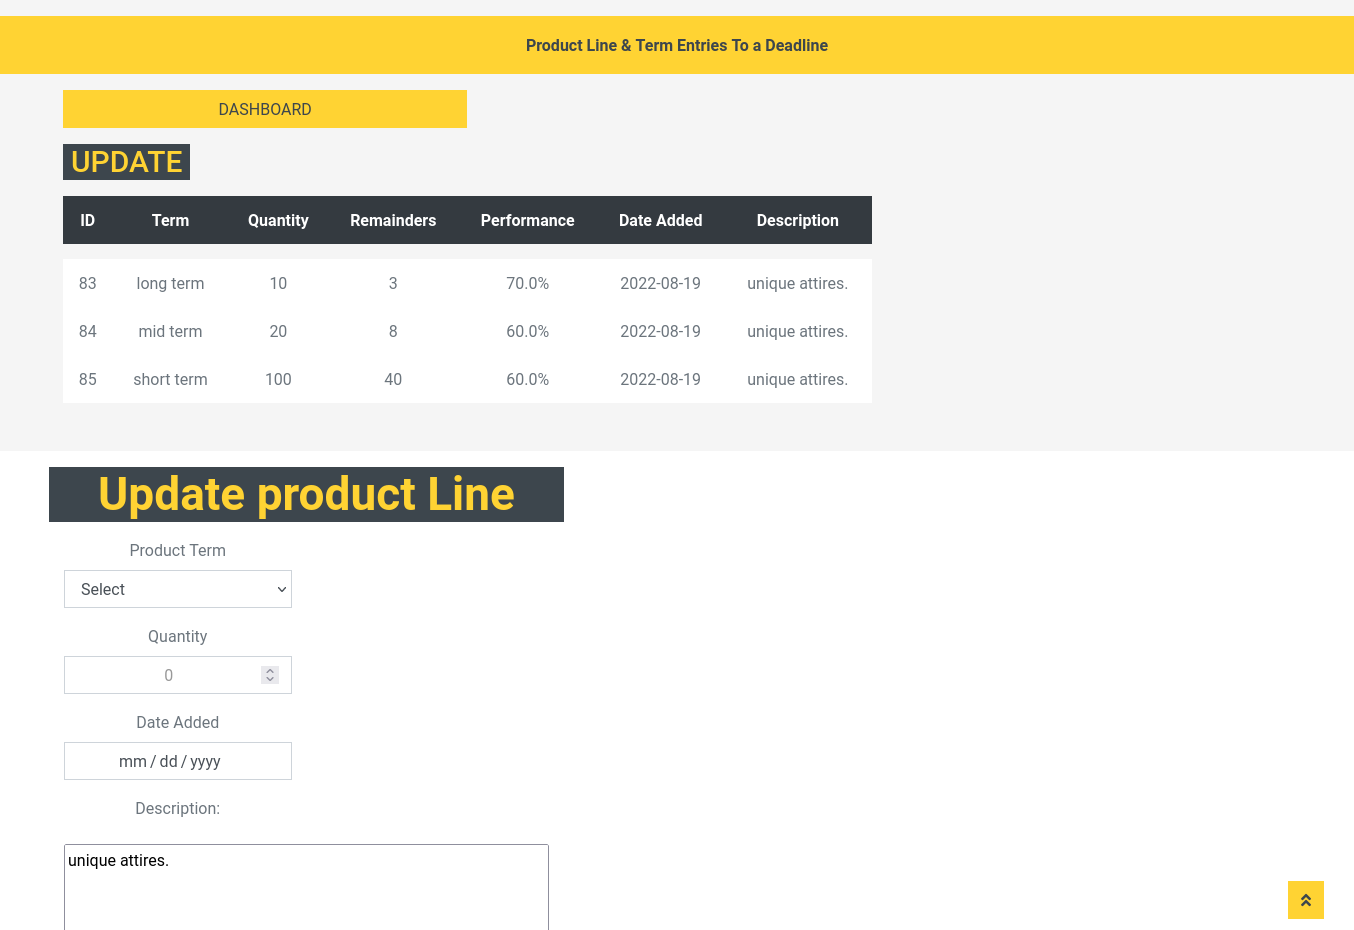 Product Line & Term Entries To a Deadline
DASHBOARD
UPDATE
ID Term Quantity Remainders Performance Date Added Description
83 long term 10 3 70.0% 2022-08-19 unique attires.
84 mid term 20 8 60.0% 2022-08-19 unique attires.
85 short term 100 40 60.0% 2022-08-19 unique attires.
Update product Line
Product Term
Select
Quantity
0
Date Added
mm / dd / yyyy
Description:
unique attires.